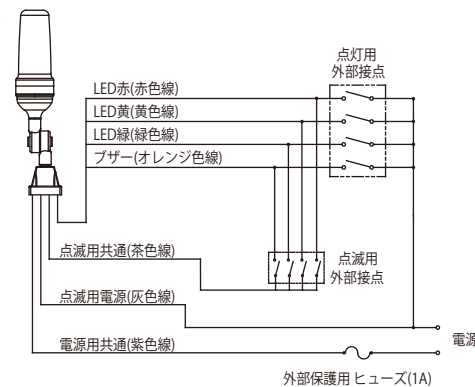 点灯用
外部接点
LED赤(赤色線)
LED黄(黄色線)
LED緑(緑色線)
ブザー(オレンジ色線)
点滅用共通(茶色線)
点滅用
外部接点
点滅用電源(灰色線)
電源用共通(紫色線)
電源
外部保護用 ヒューズ(1A)